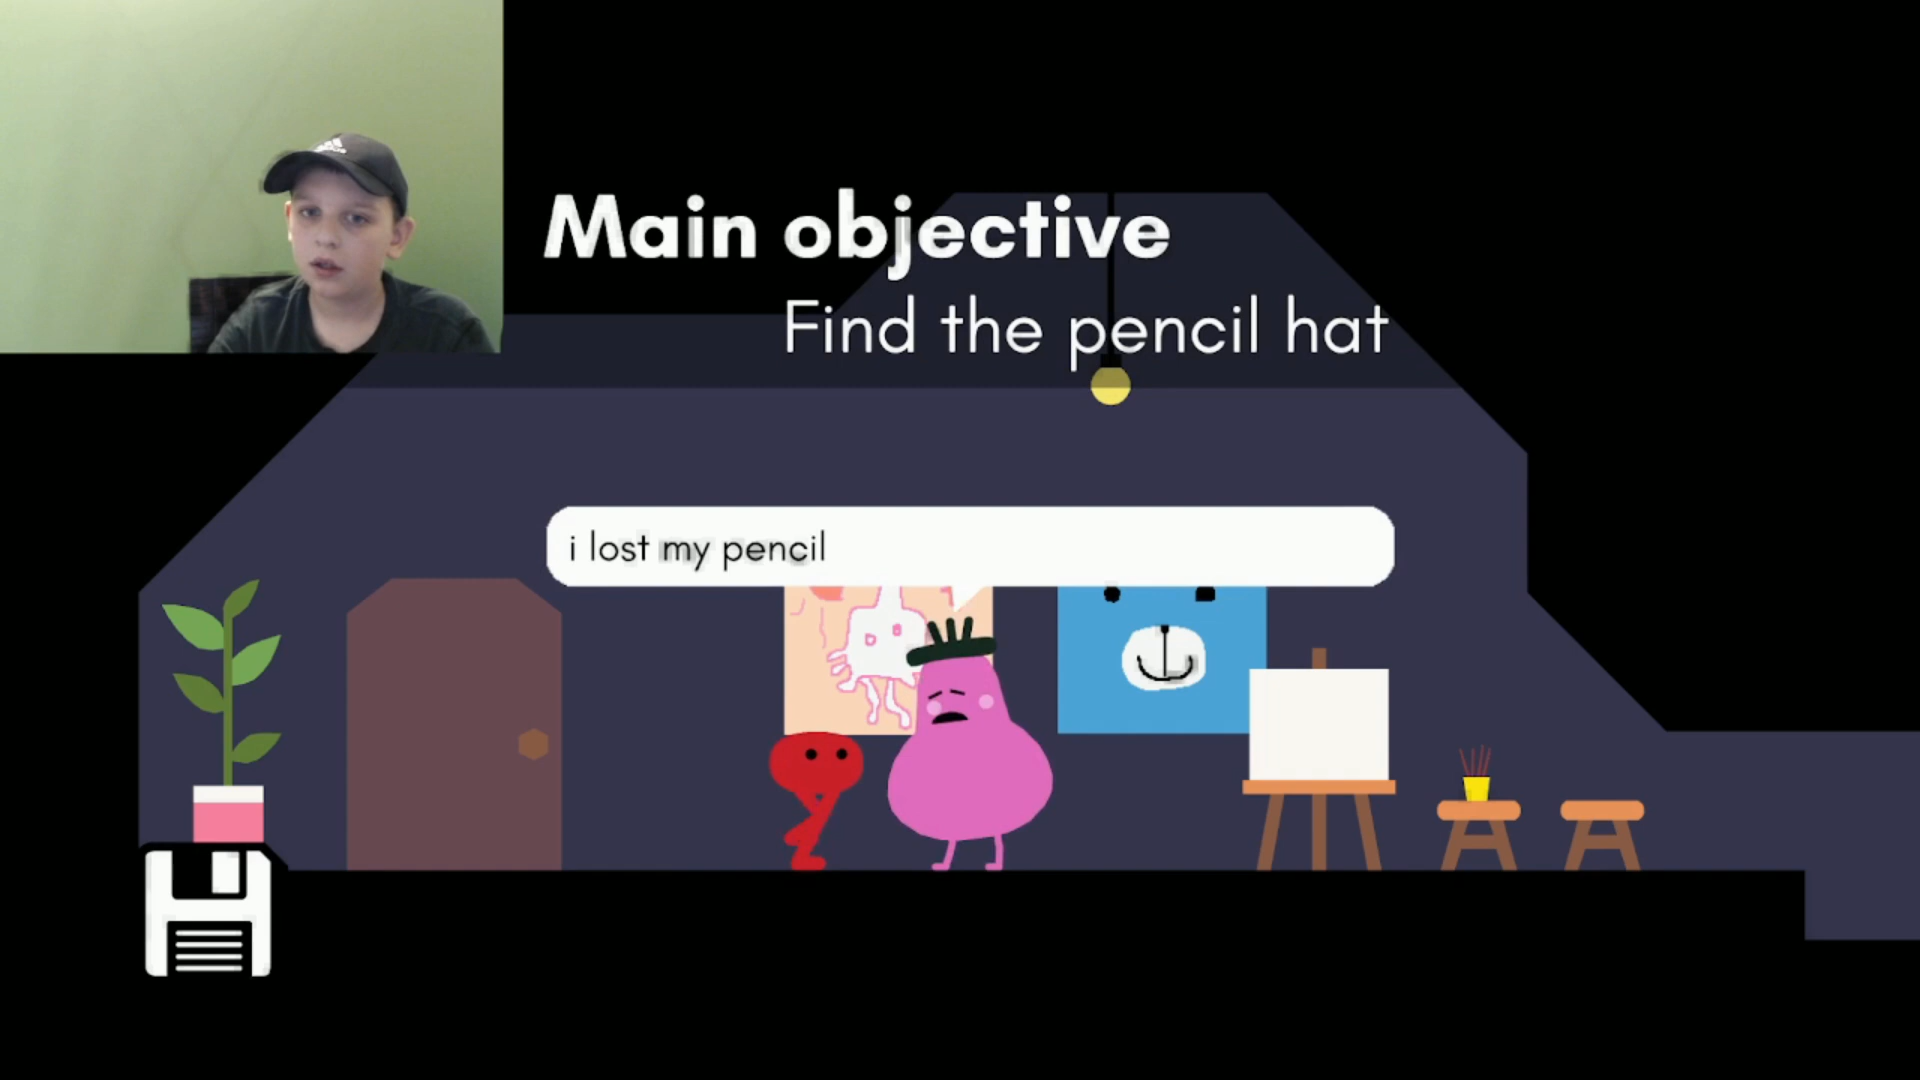 Main objective
Find the pencil hat
i lost my pencil